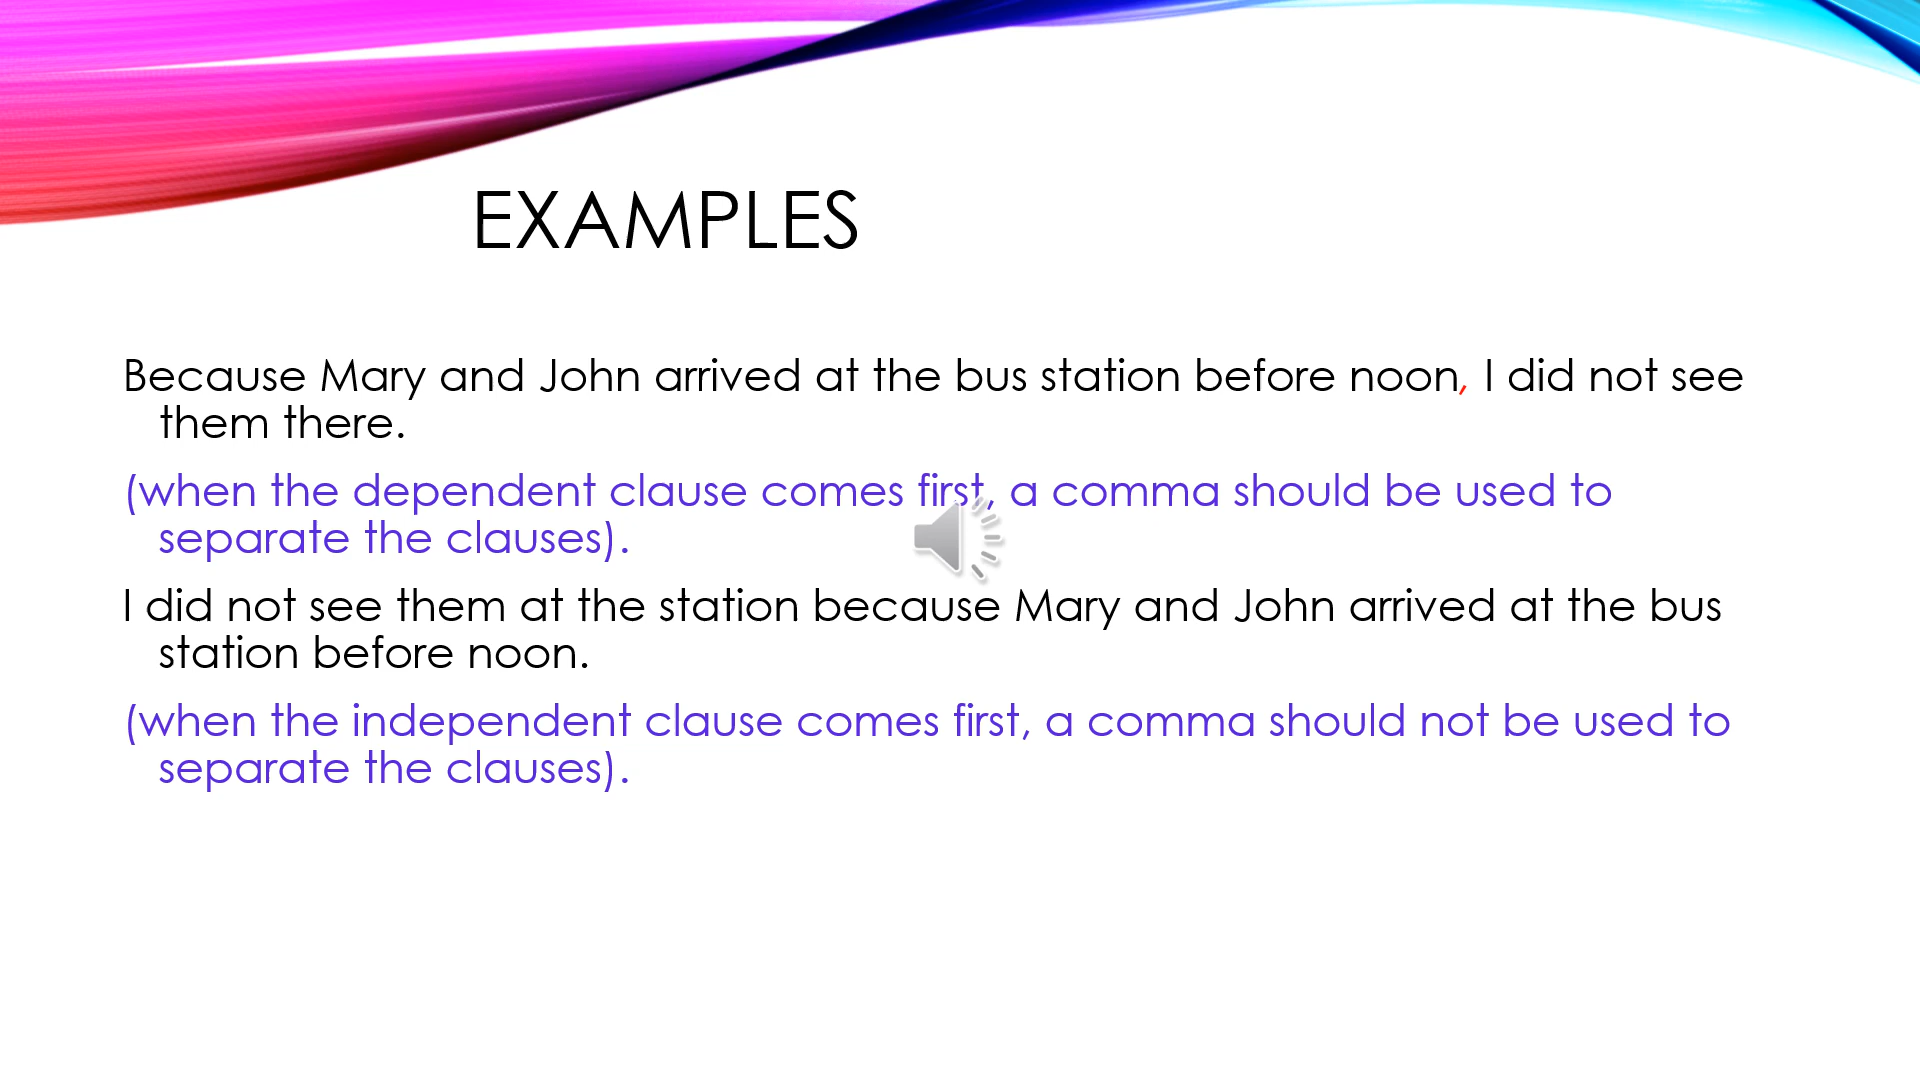 EXAMPLES
Because Mary and John arrived at the bus station before noon, I did not see
them there.
(when the dependent clause comes first, a comma should be used to
separate the clauses).
I did not see them at the station because Mary and John arrived at the bus
station before noon.
(when the independent clause comes first, a comma should not be used to
separate the clauses).